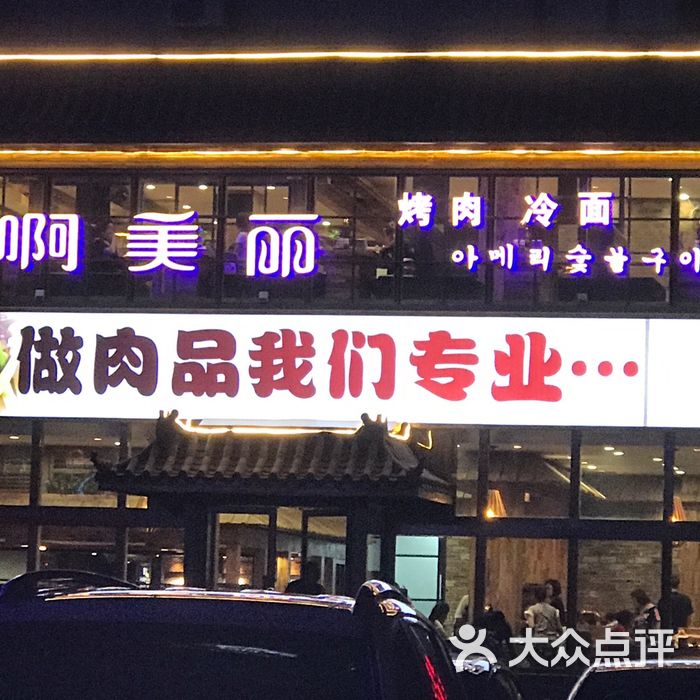 啊美丽
烤肉 冷面
아메리숯불구이
做肉品我们专业…
大众点评